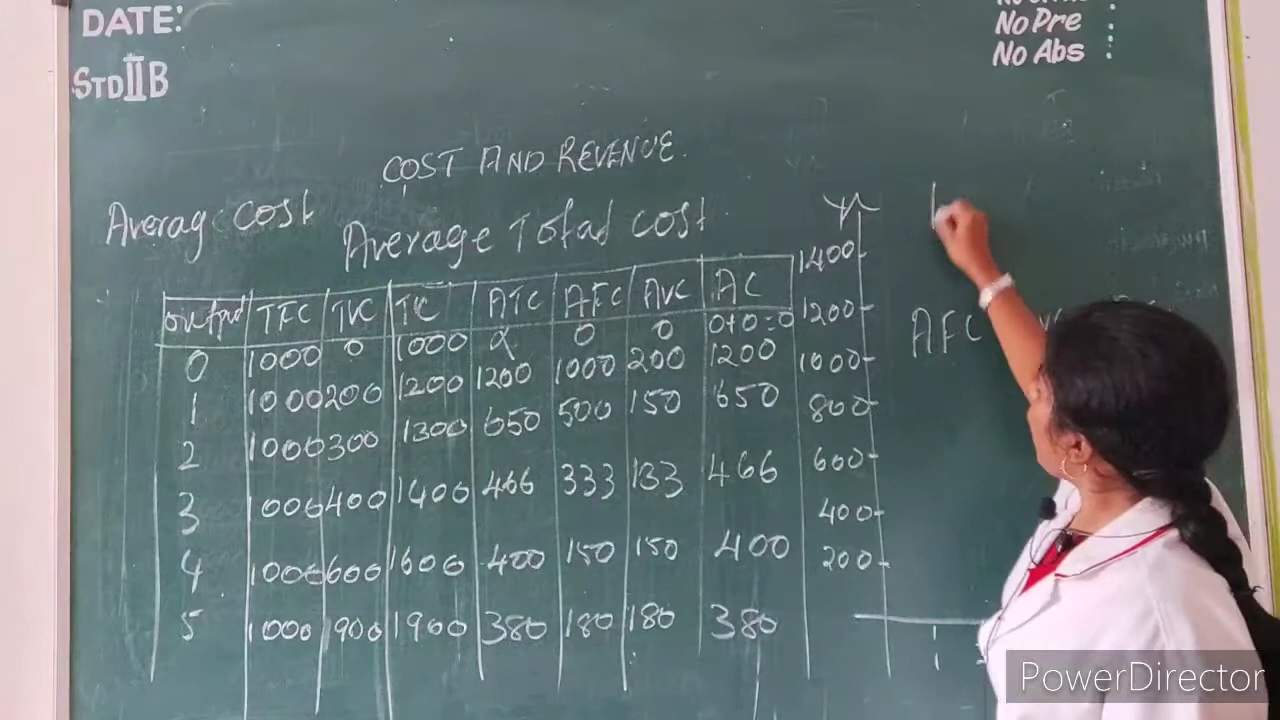 DATE:
STD II B
No Pre :
No Abs :
COST AND REVENUE.
Average cost
Average Total cost
TFC TVC TC ATC AFC AVC AC
0 1000 0 1000 α 0 0 0+0=0
1 1000 200 1200 1200 1000 200 1200
2 1000 300 1300 650 500 150 650
3 1000 400 1400 466 333 133 466
4 1000 600 1600 400 150 150 400
5 1000 900 1900 380 180 180 380
y
1400
1200
1000
800
600
400
200
1
AFC
PowerDirector